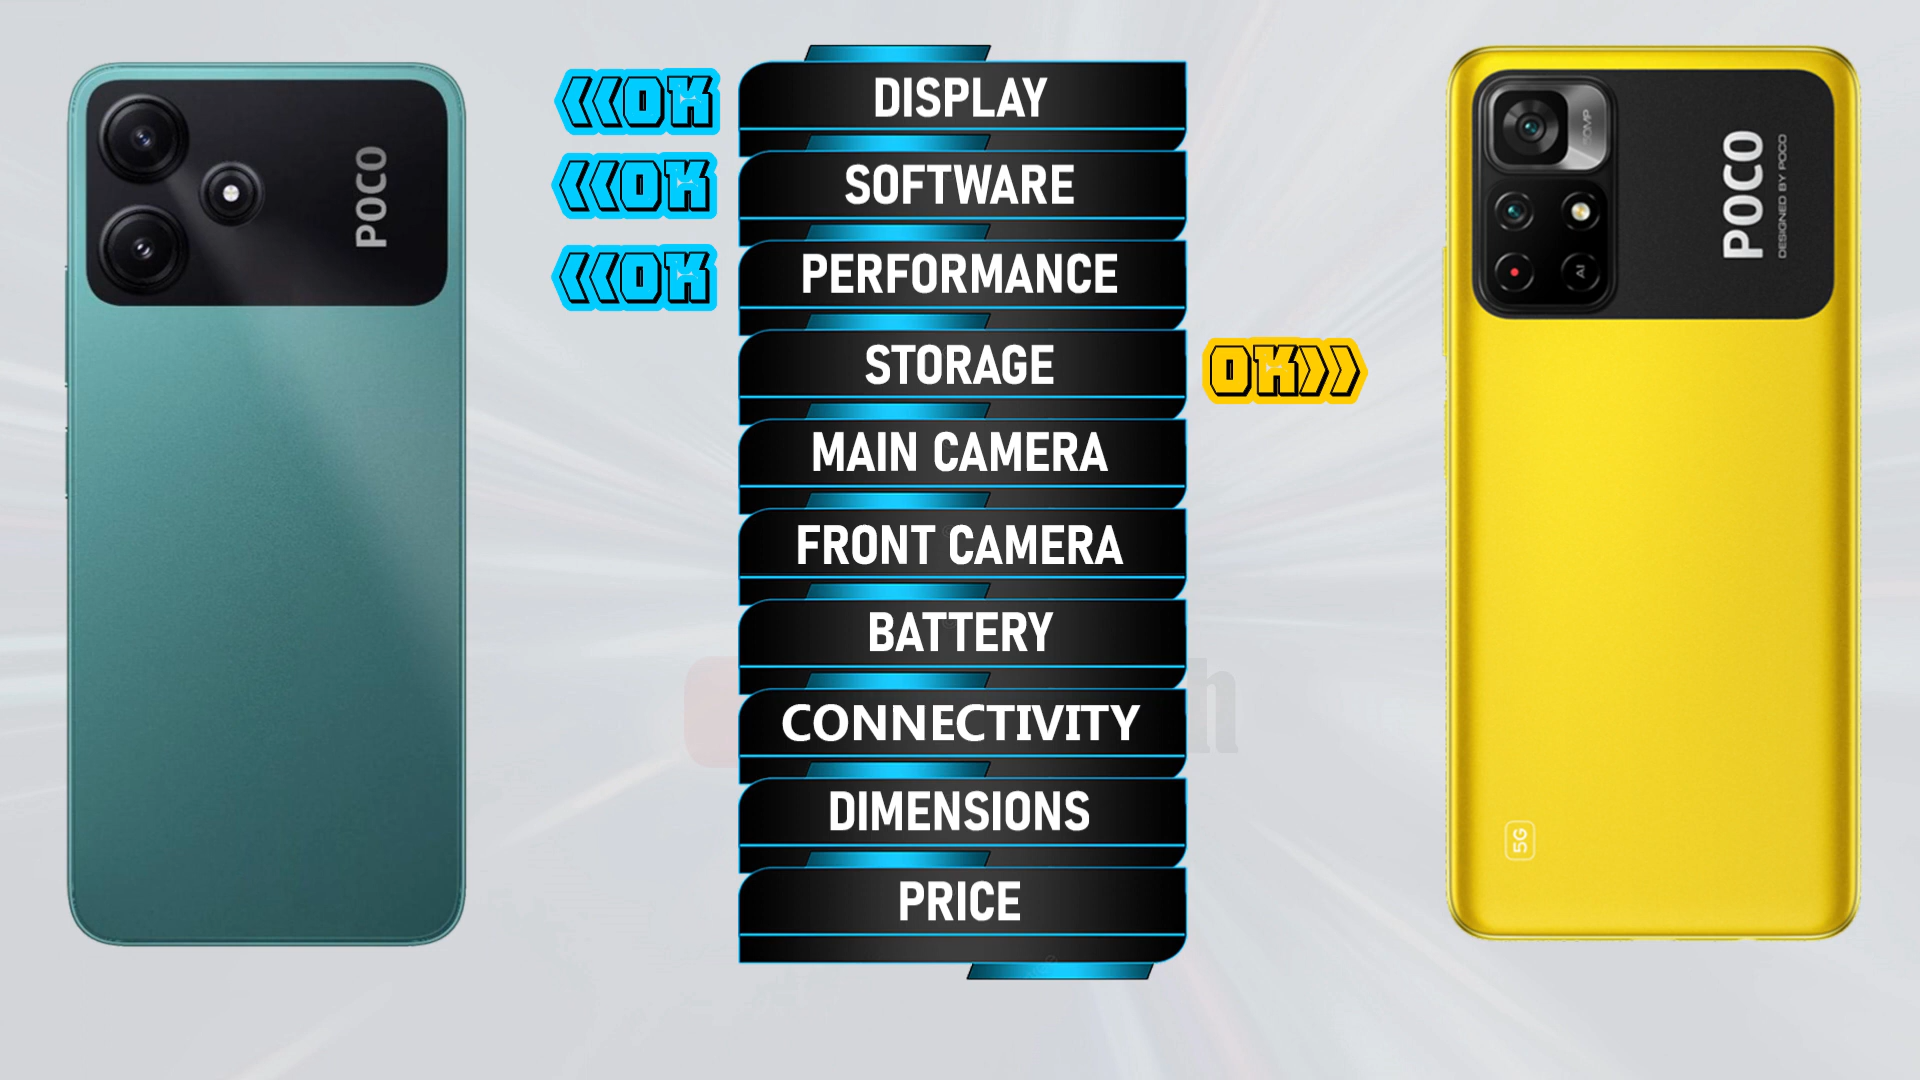 POCO
<<OK DISPLAY
<<OK SOFTWARE
<<OK PERFORMANCE
STORAGE OK>>
MAIN CAMERA
FRONT CAMERA
BATTERY
CONNECTIVITY
DIMENSIONS
PRICE
POCO
DESIGNED BY POCO
AI
5G